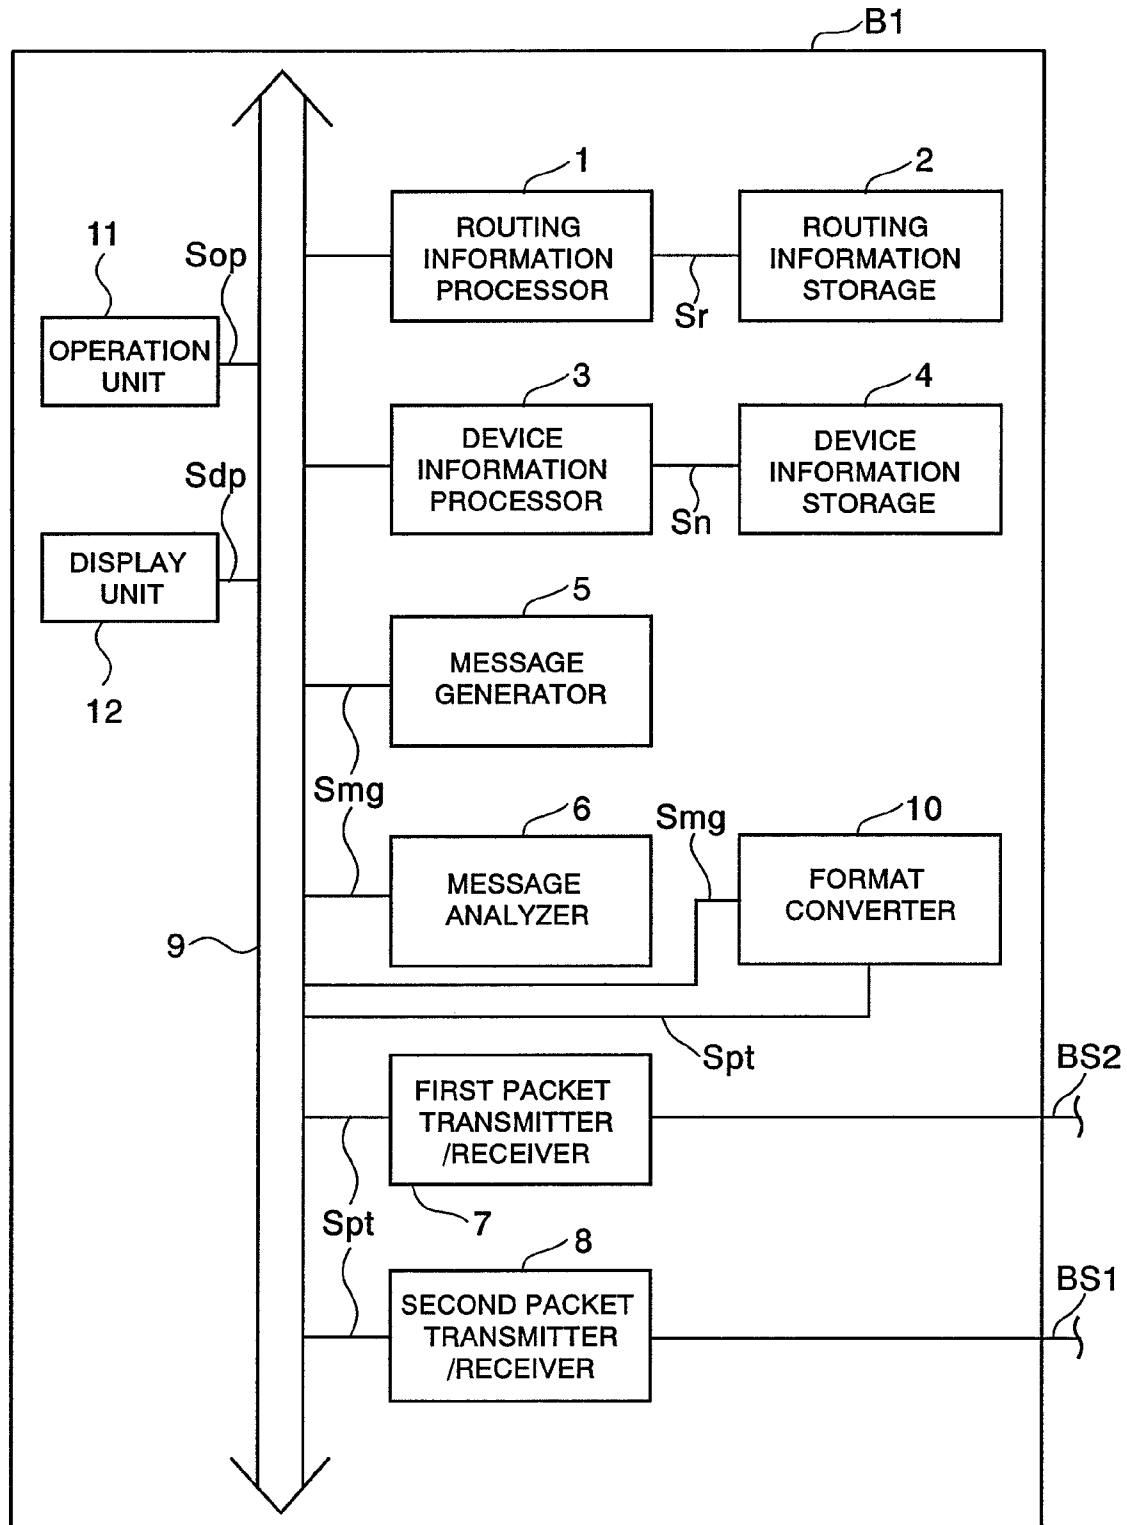 B1
1
2
ROUTING
INFORMATION
PROCESSOR
ROUTING
INFORMATION
STORAGE
Sr
11
Sop
OPERATION
UNIT
3
4
DEVICE
INFORMATION
PROCESSOR
DEVICE
INFORMATION
STORAGE
Sn
Sdp
DISPLAY
UNIT
12
5
MESSAGE
GENERATOR
Smg
6
MESSAGE
ANALYZER
Smg
10
FORMAT
CONVERTER
9
Spt
BS2
FIRST PACKET
TRANSMITTER
/RECEIVER
7
Spt
8
BS1
SECOND PACKET
TRANSMITTER
/RECEIVER